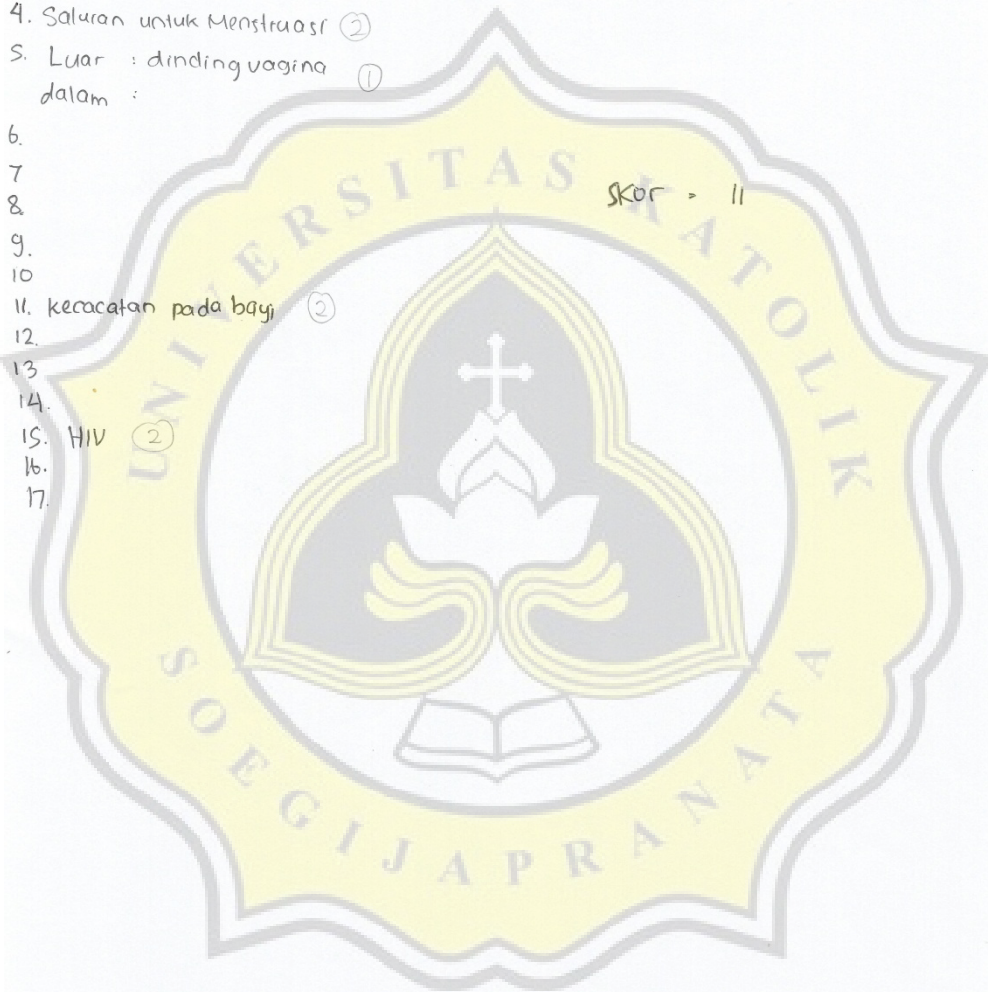 4. Saluran untuk Menstruasi ②
5. Luar : dinding vagina ①
dalam :
6.
7
8.
9.
10
11. kecacatan pada bayi ②
12.
13
14.
15. HIV ②
16.
17.
SKOR = 11
UNIVERSITAS KATOLIK
SOEGIJAPRANATA